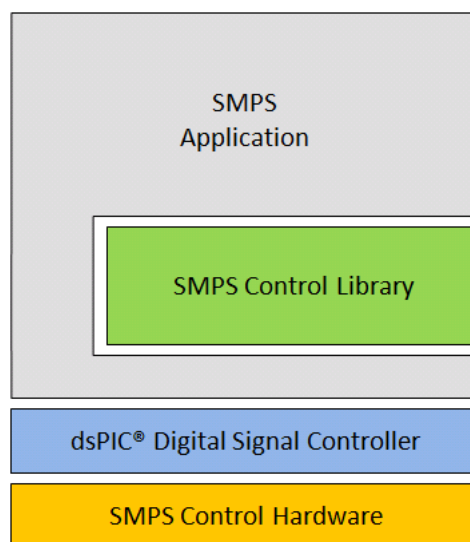 SMPS
Application
SMPS Control Library
dsPIC® Digital Signal Controller
SMPS Control Hardware